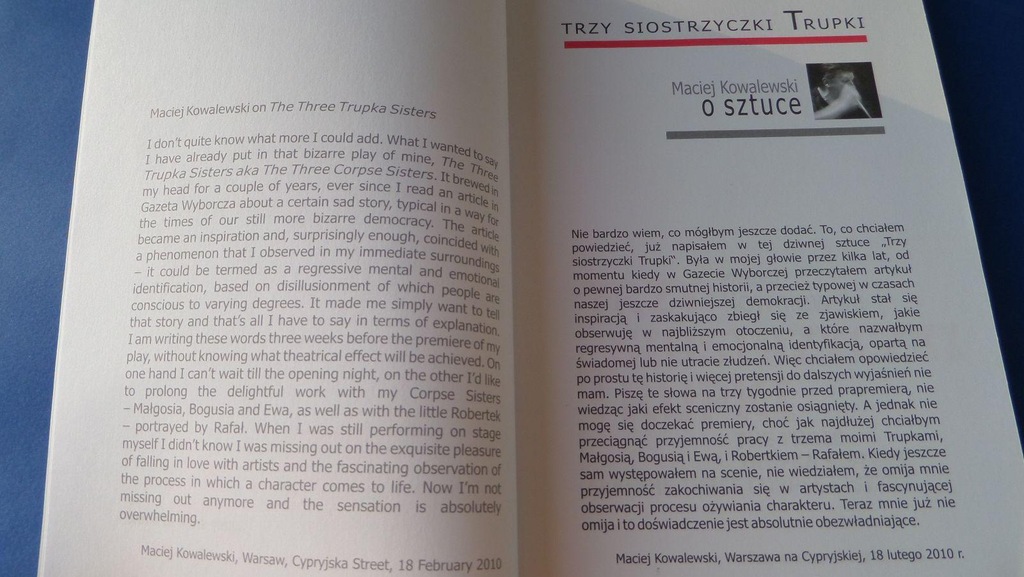 Maciej Kowalewski on The Three Trupka Sisters
I don't quite know what more I could add. What I wanted to say
I have already put in that bizarre play of mine, The Three
Trupka Sisters aka The Three Corpse Sisters. It brewed in
my head for a couple of years, ever since I read an article in
Gazeta Wyborcza about a certain sad story, typical in a way for
the times of our still more bizarre democracy. The article
became an inspiration and, surprisingly enough, coincided with
a phenomenon that I observed in my immediate surroundings
– it could be termed as a regressive mental and emotional
identification, based on disillusionment of which people are
conscious to varying degrees. It made me simply want to tell
that story and that's all I have to say in terms of explanation.
I am writing these words three weeks before the premiere of my
play, without knowing what theatrical effect will be achieved. On
one hand I can't wait till the opening night, on the other I'd like
to prolong the delightful work with my Corpse Sisters
– Małgosia, Bogusia and Ewa, as well as with the little Robertek
– portrayed by Rafał. When I was still performing on stage
myself I didn't know I was missing out on the exquisite pleasure
of falling in love with artists and the fascinating observation of
the process in which a character comes to life. Now I'm not
missing out anymore and the sensation is absolutely
overwhelming.
Maciej Kowalewski, Warsaw, Cypryjska Street, 18 February 2010
TRZY SIOSTRZYCZKI TRUPKI
Maciej Kowalewski
o sztuce
Nie bardzo wiem, co mógłbym jeszcze dodać. To, co chciałem
powiedzieć, już napisałem w tej dziwnej sztuce „Trzy
siostrzyczki Trupki". Była w mojej głowie przez kilka lat, od
momentu kiedy w Gazecie Wyborczej przeczytałem artykuł
o pewnej bardzo smutnej historii, a przecież typowej w czasach
naszej jeszcze dziwniejszej demokracji. Artykuł stał się
inspiracją i zaskakująco zbiegł się ze zjawiskiem, jakie
obserwuję w najbliższym otoczeniu, a które nazwałbym
regresywną mentalną i emocjonalną identyfikacją, opartą na
świadomej lub nie utracie złudzeń. Więc chciałem opowiedzieć
po prostu tę historię i więcej pretensji do dalszych wyjaśnień nie
mam. Piszę te słowa na trzy tygodnie przed prapremierą, nie
wiedząc jaki efekt sceniczny zostanie osiągnięty. A jednak nie
mogę się doczekać premiery, choć jak najdłużej chciałbym
przeciągnąć przyjemność pracy z trzema moimi Trupkami,
Małgosią, Bogusią i Ewą, i Robertkiem – Rafałem. Kiedy jeszcze
sam występowałem na scenie, nie wiedziałem, że omija mnie
przyjemność zakochiwania się w artystach i fascynującej
obserwacji procesu ożywiania charakteru. Teraz mnie już nie
omija i to doświadczenie jest absolutnie obezwładniające.
Maciej Kowalewski, Warszawa na Cypryjskiej, 18 lutego 2010 r.